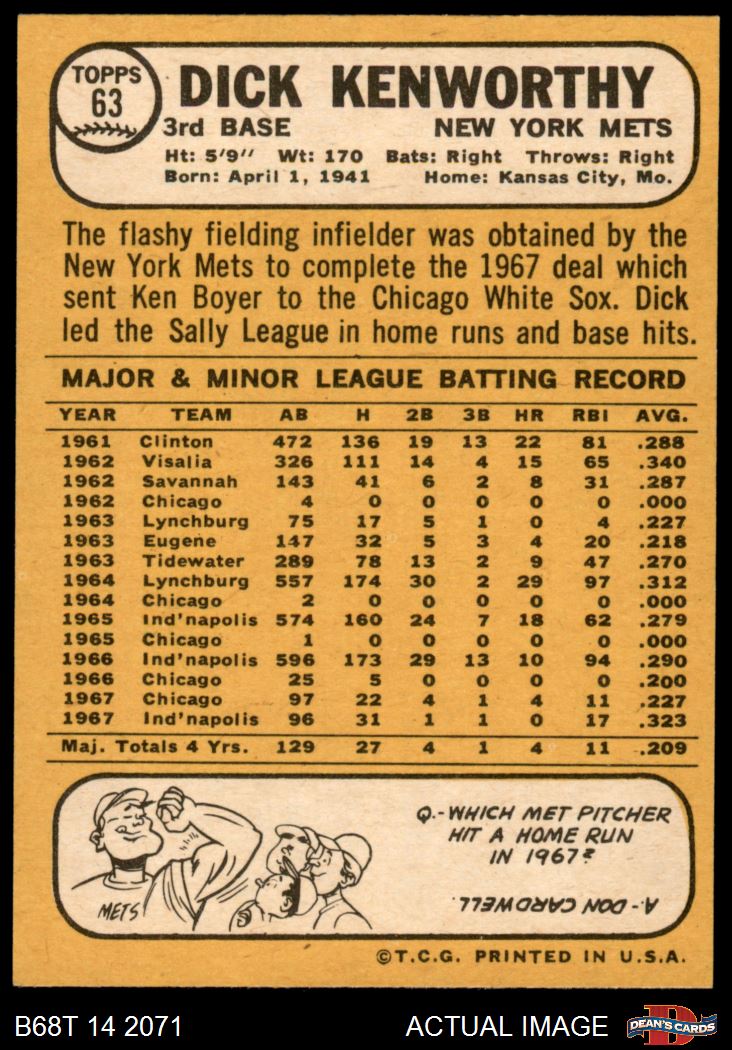 TOPPS
63
DICK KENWORTHY
3rd BASE NEW YORK METS
Ht: 5'9" Wt: 170 Bats: Right Throws: Right
Born: April 1, 1941 Home: Kansas City, Mo.
The flashy fielding infielder was obtained by the
New York Mets to complete the 1967 deal which
sent Ken Boyer to the Chicago White Sox. Dick
led the Sally League in home runs and base hits.
MAJOR & MINOR LEAGUE BATTING RECORD
YEAR TEAM AB H 2B 3B HR RBI AVG.
1961 Clinton 472 136 19 13 22 81 .288
1962 Visalia 326 111 14 4 15 65 .340
1962 Savannah 143 41 6 2 8 31 .287
1962 Chicago 4 0 0 0 0 0 .000
1963 Lynchburg 75 17 5 1 0 4 .227
1963 Eugene 147 32 5 3 4 20 .218
1963 Tidewater 289 78 13 2 9 47 .270
1964 Lynchburg 557 174 30 2 29 97 .312
1964 Chicago 2 0 0 0 0 0 .000
1965 Ind'napolis 574 160 24 7 18 62 .279
1965 Chicago 1 0 0 0 0 0 .000
1966 Ind'napolis 596 173 29 13 10 94 .290
1966 Chicago 25 5 0 0 0 0 .200
1967 Chicago 97 22 4 1 4 11 .227
1967 Ind'napolis 96 31 1 1 0 17 .323
Maj. Totals 4 Yrs. 129 27 4 1 4 11 .209
Q.-WHICH MET PITCHER
HIT A HOME RUN
IN 1967?
A-DON CARDWELL.
METS
©T.C.G. PRINTED IN U.S.A.
B68T 14 2071 ACTUAL IMAGE DEAN'S CARDS